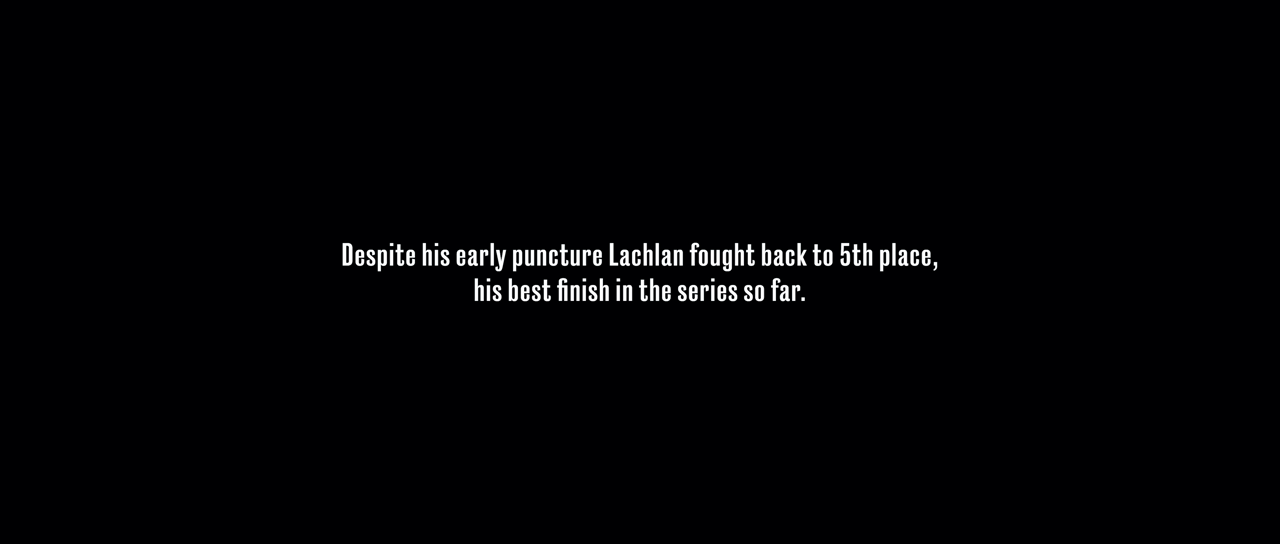 Despite his early puncture Lachlan fought back to 5th place,
his best finish in the series so far.